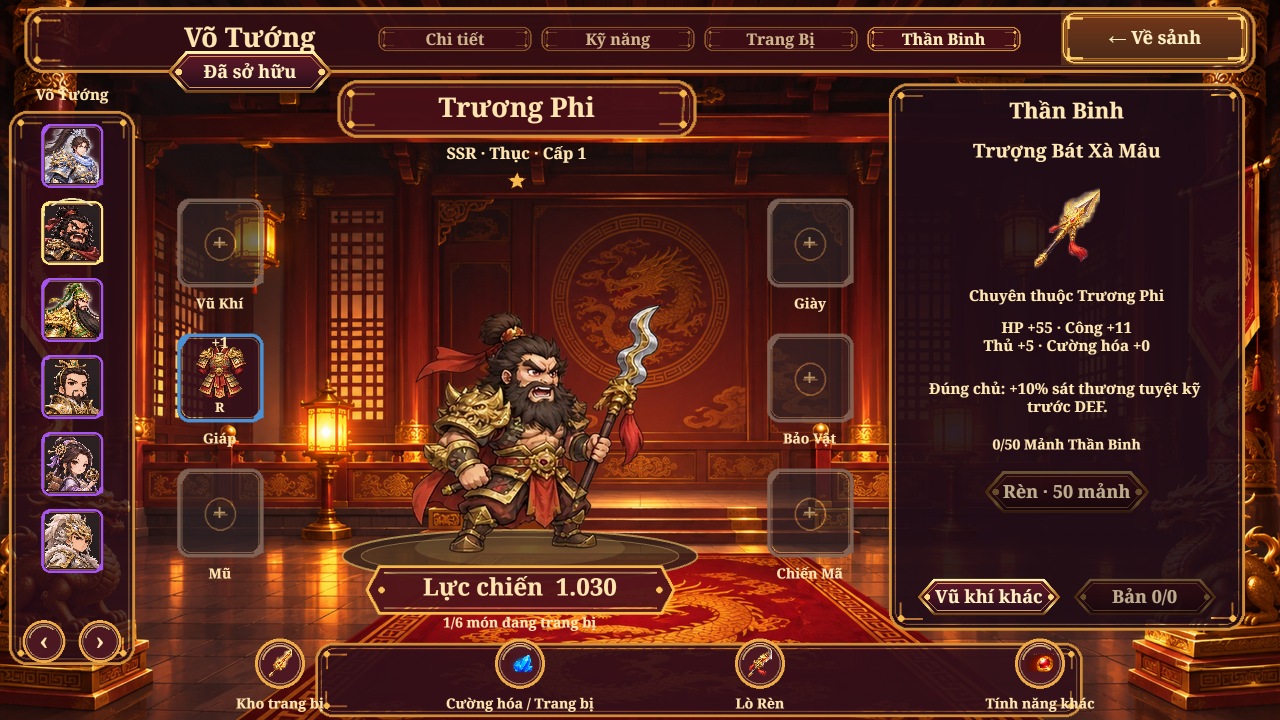 Võ Tướng
Đã sở hữu
Chi tiết
Kỹ năng
Trang Bị
Thần Binh
← Về sảnh
Võ Tướng
Trương Phi
SSR · Thục · Cấp 1
+
Vũ Khí
+1
R
Giáp
+
Mũ
+
Giày
+
Bảo Vật
+
Chiến Mã
Lực chiến 1.030
1/6 món đang trang bị
Thần Binh
Trượng Bát Xà Mâu
Chuyên thuộc Trương Phi
HP +55 · Công +11
Thủ +5 · Cường hóa +0
Đúng chủ: +10% sát thương tuyệt kỹ
trước DEF.
0/50 Mảnh Thần Binh
Rèn · 50 mảnh
Vũ khí khác
Bản 0/0
‹
›
Kho trang bị
Cường hóa / Trang bị
Lò Rèn
Tính năng khác